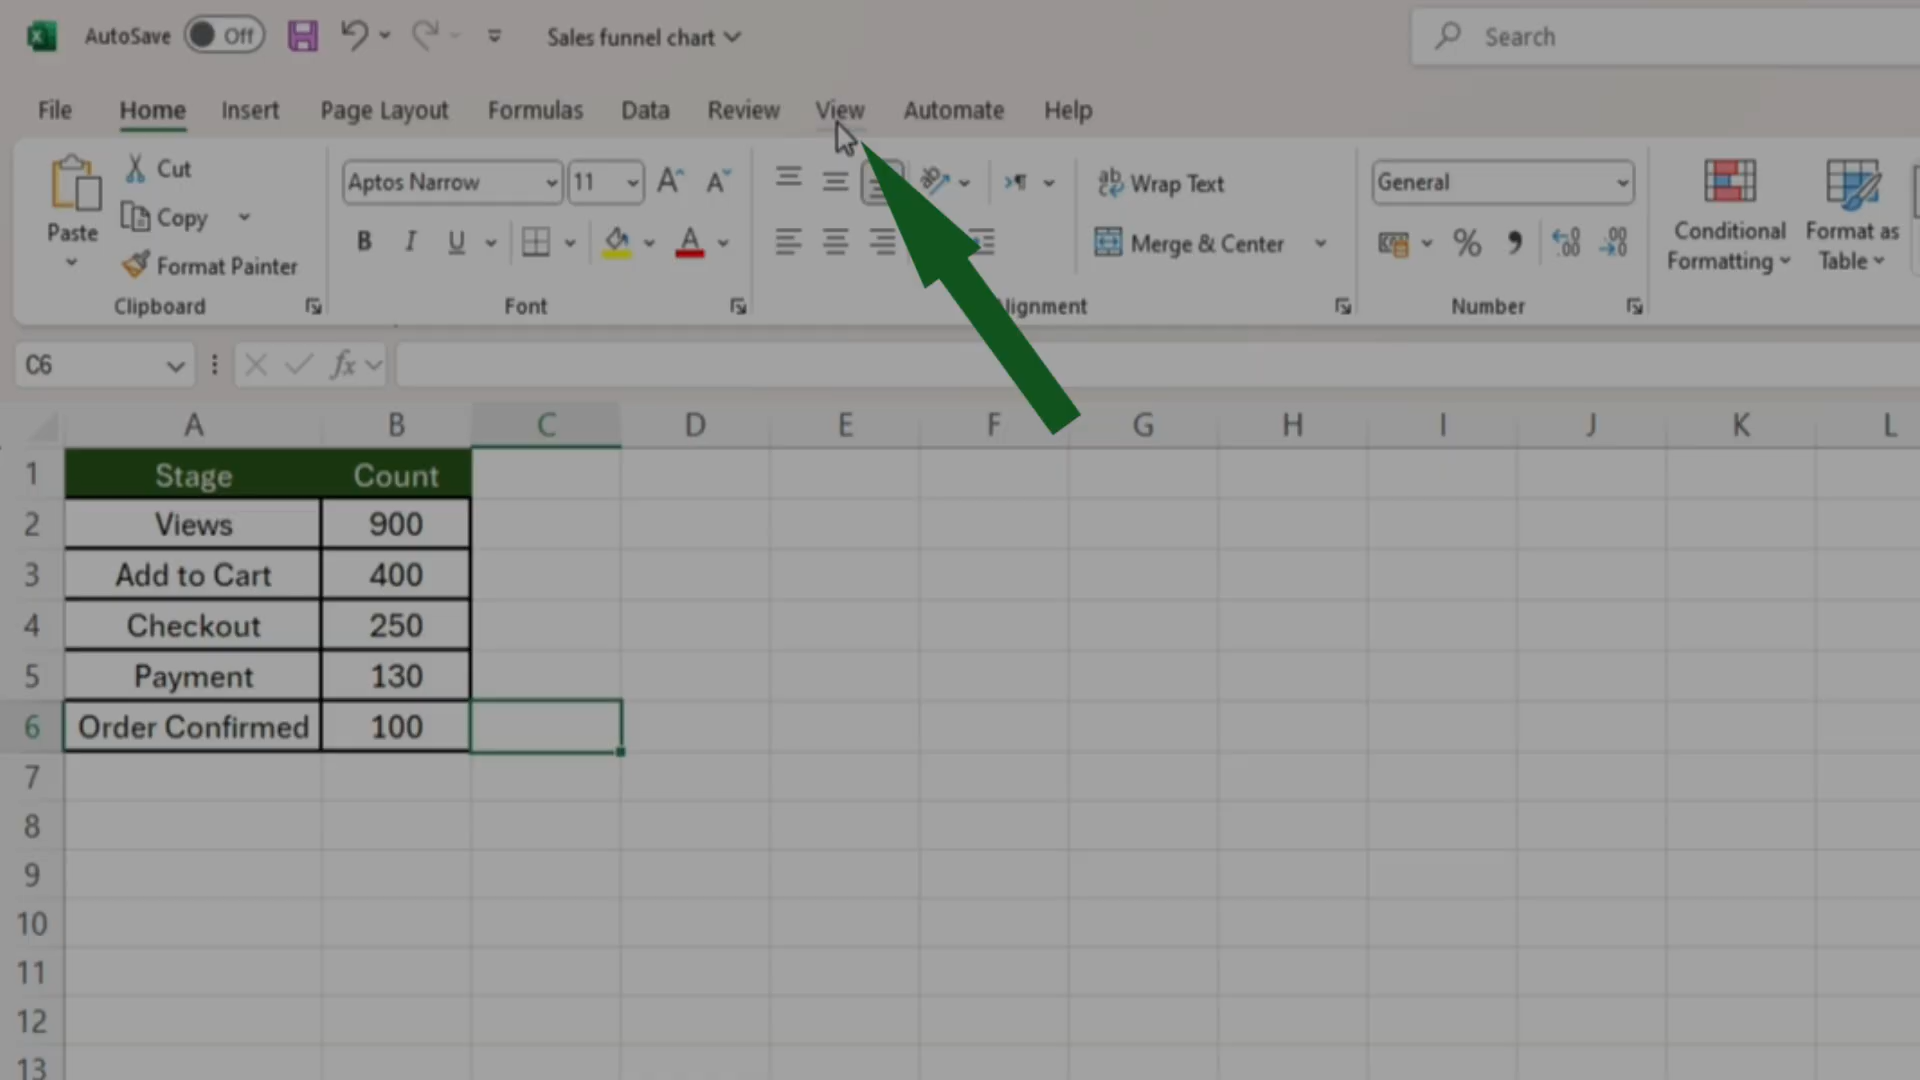 AutoSave Off Sales funnel chart Search
File Home Insert Page Layout Formulas Data Review View Automate Help
Paste Cut Copy Format Painter
Clipboard
Aptos Narrow 11
B I U
Font
Wrap Text
Merge & Center
lignment
General
% 
Number
Conditional Formatting
Format as Table
C6 fx
A B C D E F G H I J K L
1 Stage Count
2 Views 900
3 Add to Cart 400
4 Checkout 250
5 Payment 130
6 Order Confirmed 100
7
8
9
10
11
12
13